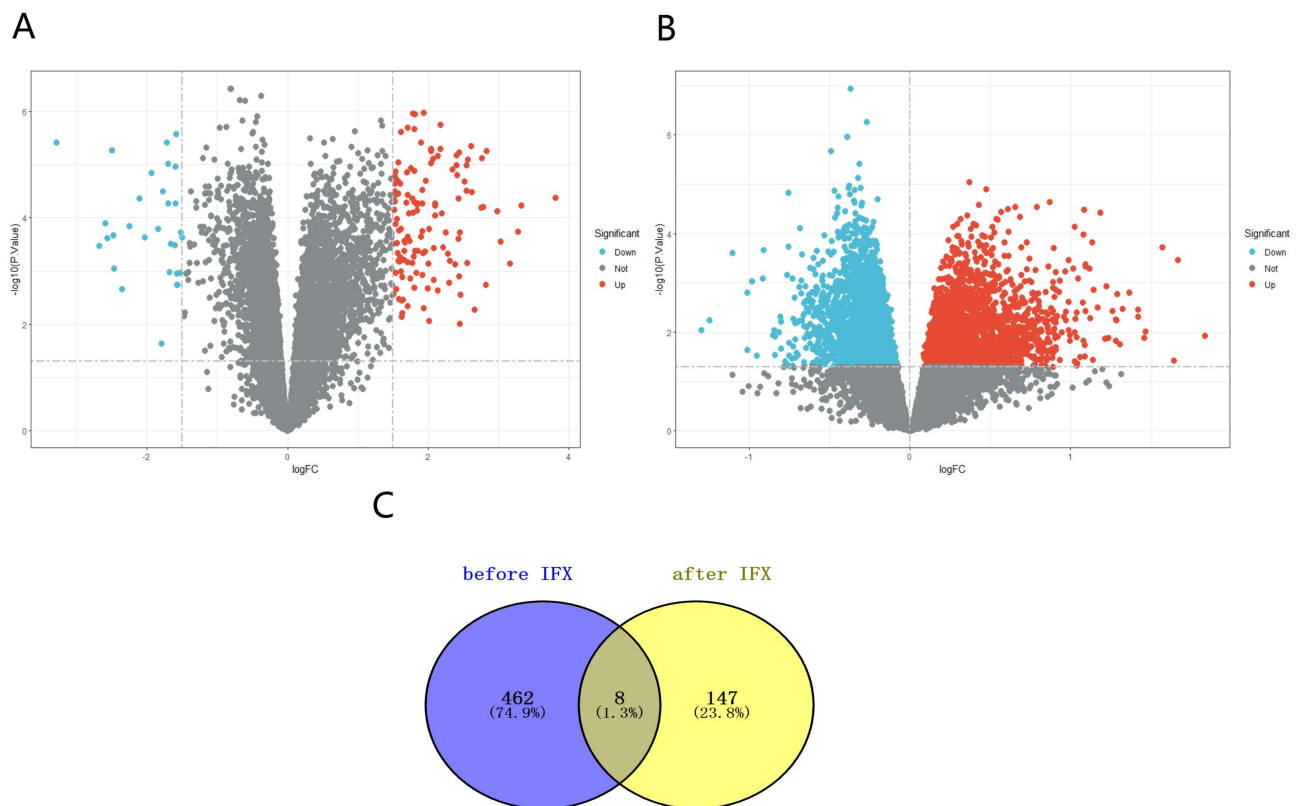 A
B
6
4
2
0
-log10(P.Value)
-2
0
2
4
logFC
Significant
Down
Not
Up
6
4
2
0
-log10(P.Value)
-1
0
1
logFC
Significant
Down
Not
Up
C
before IFX
after IFX
462
(74.9%)
8
(1.3%)
147
(23.8%)